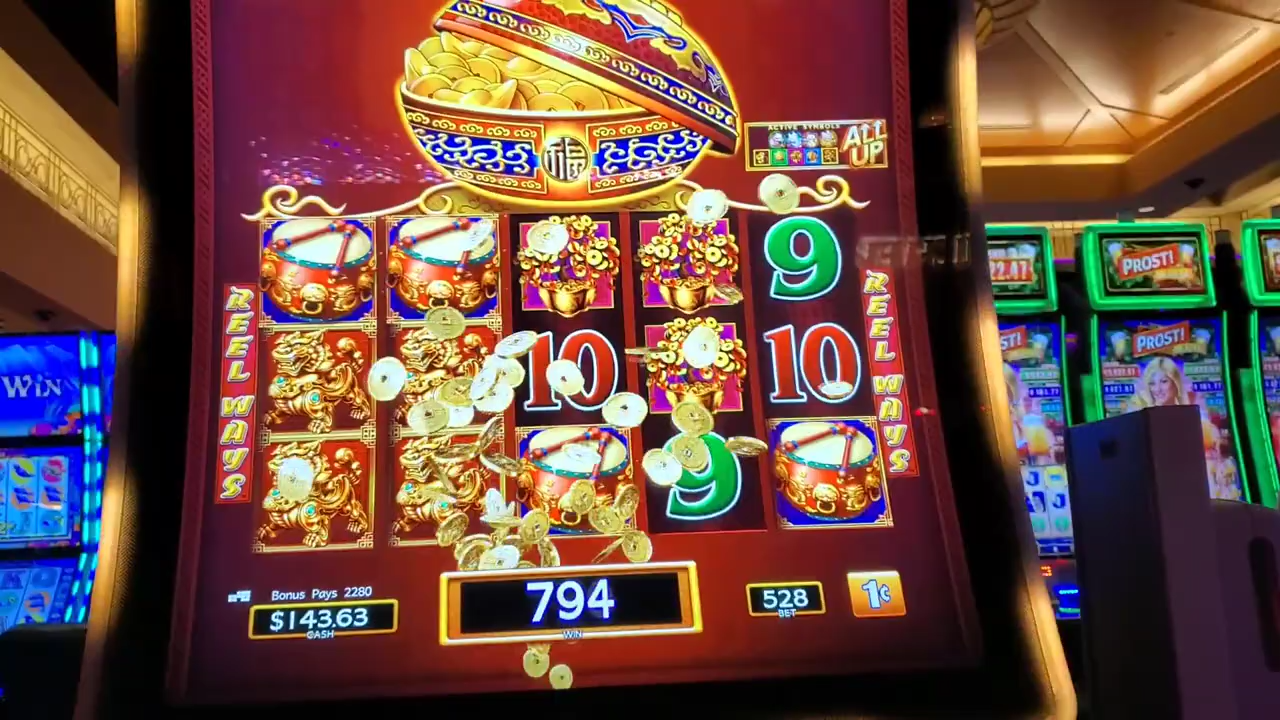 ACTIVE SYMBOLS
ALL UP
福
9
10
10
9
REEL WAYS
REEL WAYS
Bonus Pays 2280
$143.63
CASH
794
WIN
528
BET
1¢
WIN
PROST!
PROST!